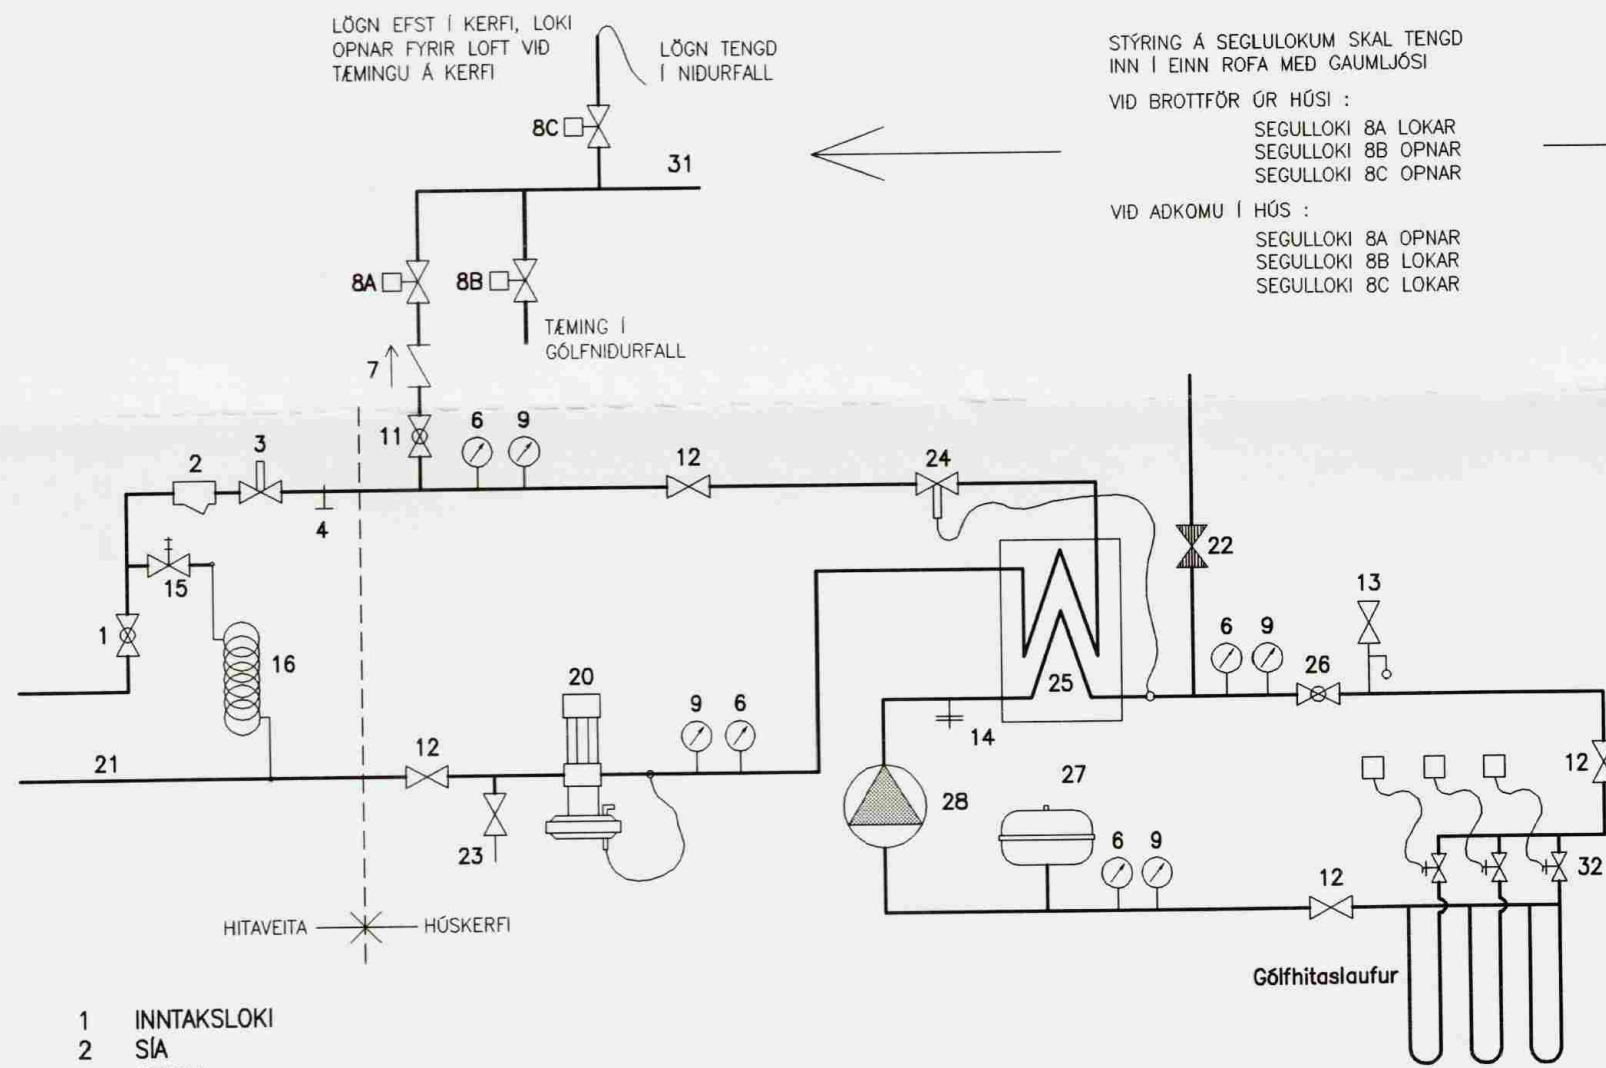 LÖGN EFST Í KERFI, LOKI
OPNAR FYRIR LOFT VIÐ
TÆMINGU Á KERFI
LÖGN TENGD
Í NIÐURFALL
STÝRING Á SEGLULOKUM SKAL TENGD
INN Í EINN ROFA MEÐ GAUMLJÓSI
VIÐ BROTTFÖR ÚR HÚSI :
SEGULLOKI 8A LOKAR
SEGULLOKI 8B OPNAR
SEGULLOKI 8C OPNAR
VIÐ AÐKOMU Í HÚS :
SEGULLOKI 8A OPNAR
SEGULLOKI 8B LOKAR
SEGULLOKI 8C LOKAR
8C
31
8A
8B
TÆMING Í
GÓLFNIÐURFALL
7
11
6
9
12
24
2
3
4
22
15
13
1
16
6
9
26
20
25
9
6
14
21
12
12
27
28
23
6
9
12
32
HITAVEITA
HÚSKERFI
Gólfhitaslaufur
1 INNTAKSLOKI
2 SÍA